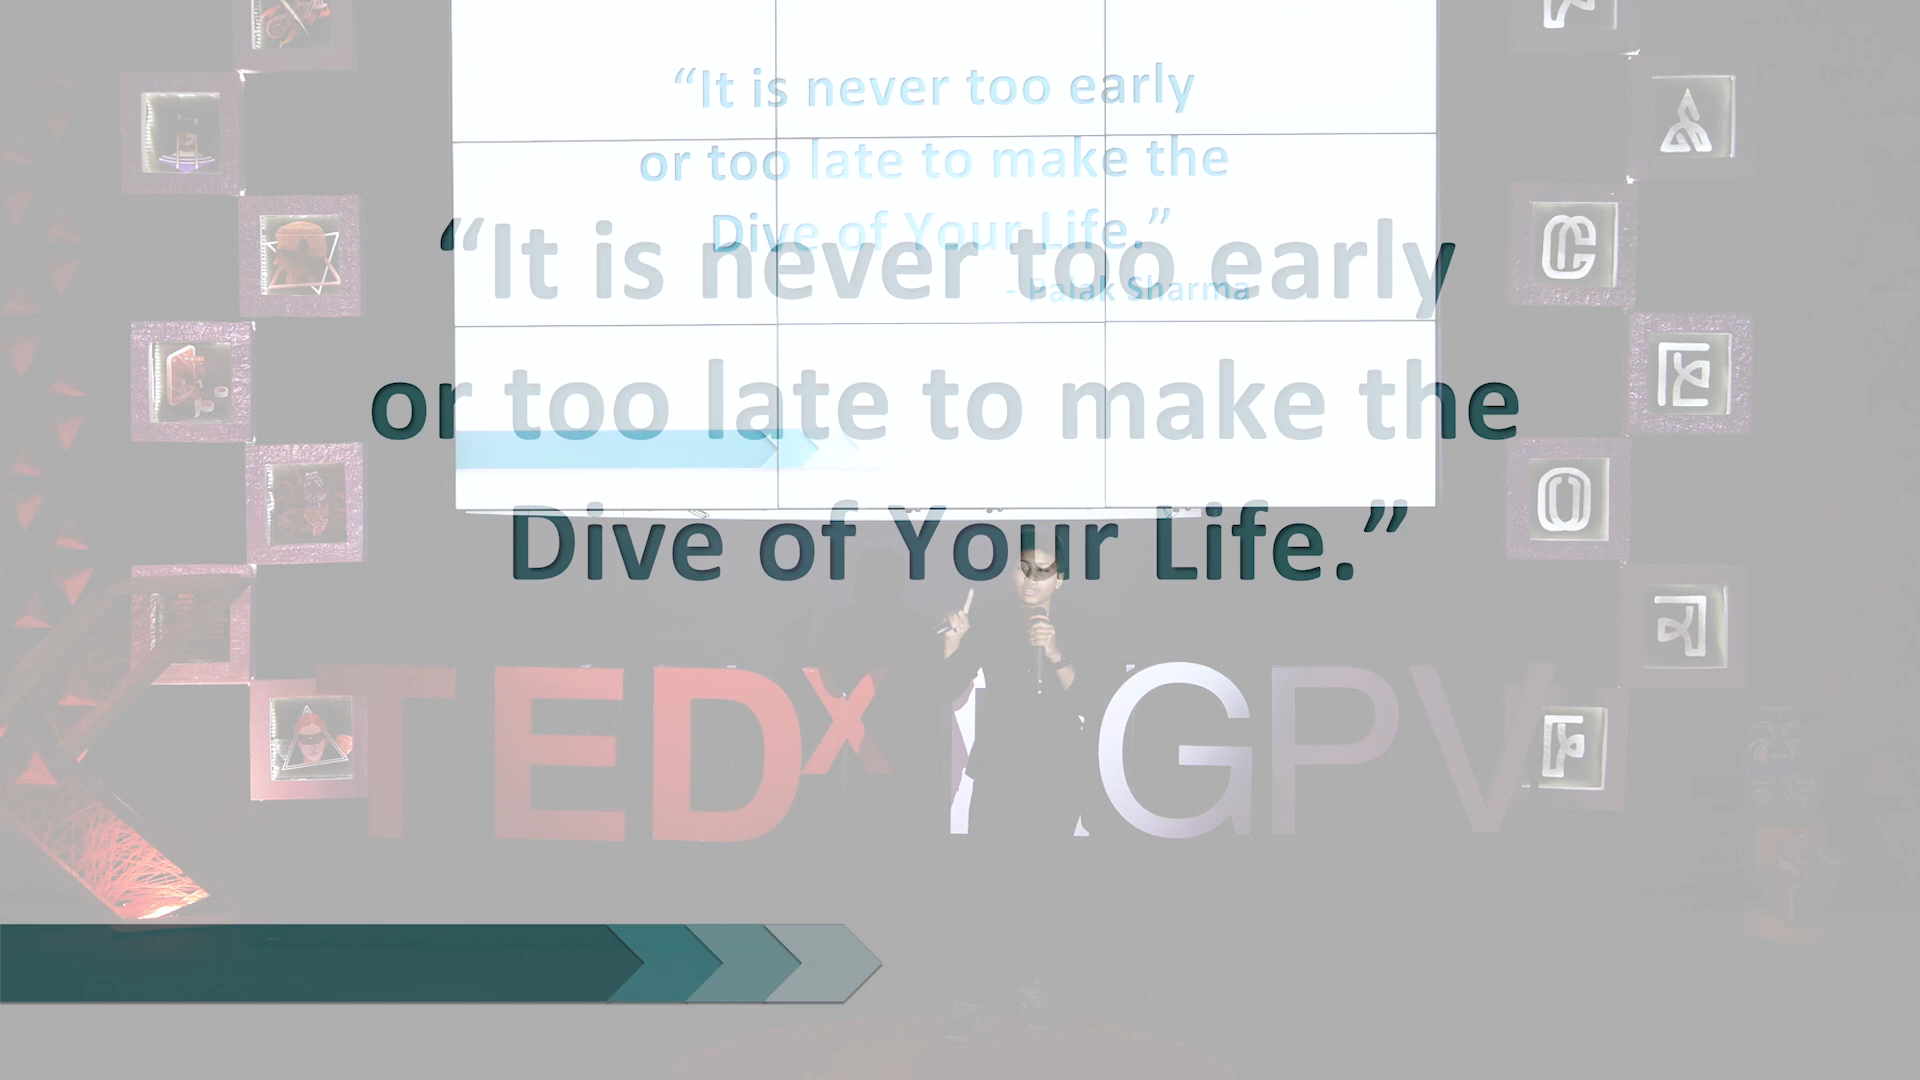 “It is never too early
or too late to make the
Dive of Your Life.”
- Palak Sharma
“It is never too early
or too late to make the
Dive of Your Life.”
TEDx GPV